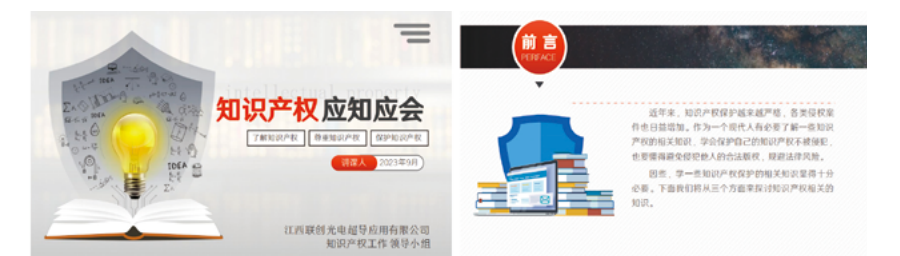 Intellectual property
知识产权应知应会
了解知识产权 尊重知识产权 保护知识产权
讲课人 2023年9月
IDEA
IDEA
江西联创光电超导应用有限公司
知识产权工作 领导小组
前言
PERFACE
近年来，知识产权保护越来越严格，各类侵权案
件也日益增加。作为一个现代人有必要了解一些知识
产权的相关知识，学会保护自己的知识产权不被侵犯，
也要懂得避免侵犯他人的合法版权，规避法律风险。
因此，学一些知识产权保护的相关知识显得十分
必要。下面我们将从三个方面来探讨知识产权相关的
知识。